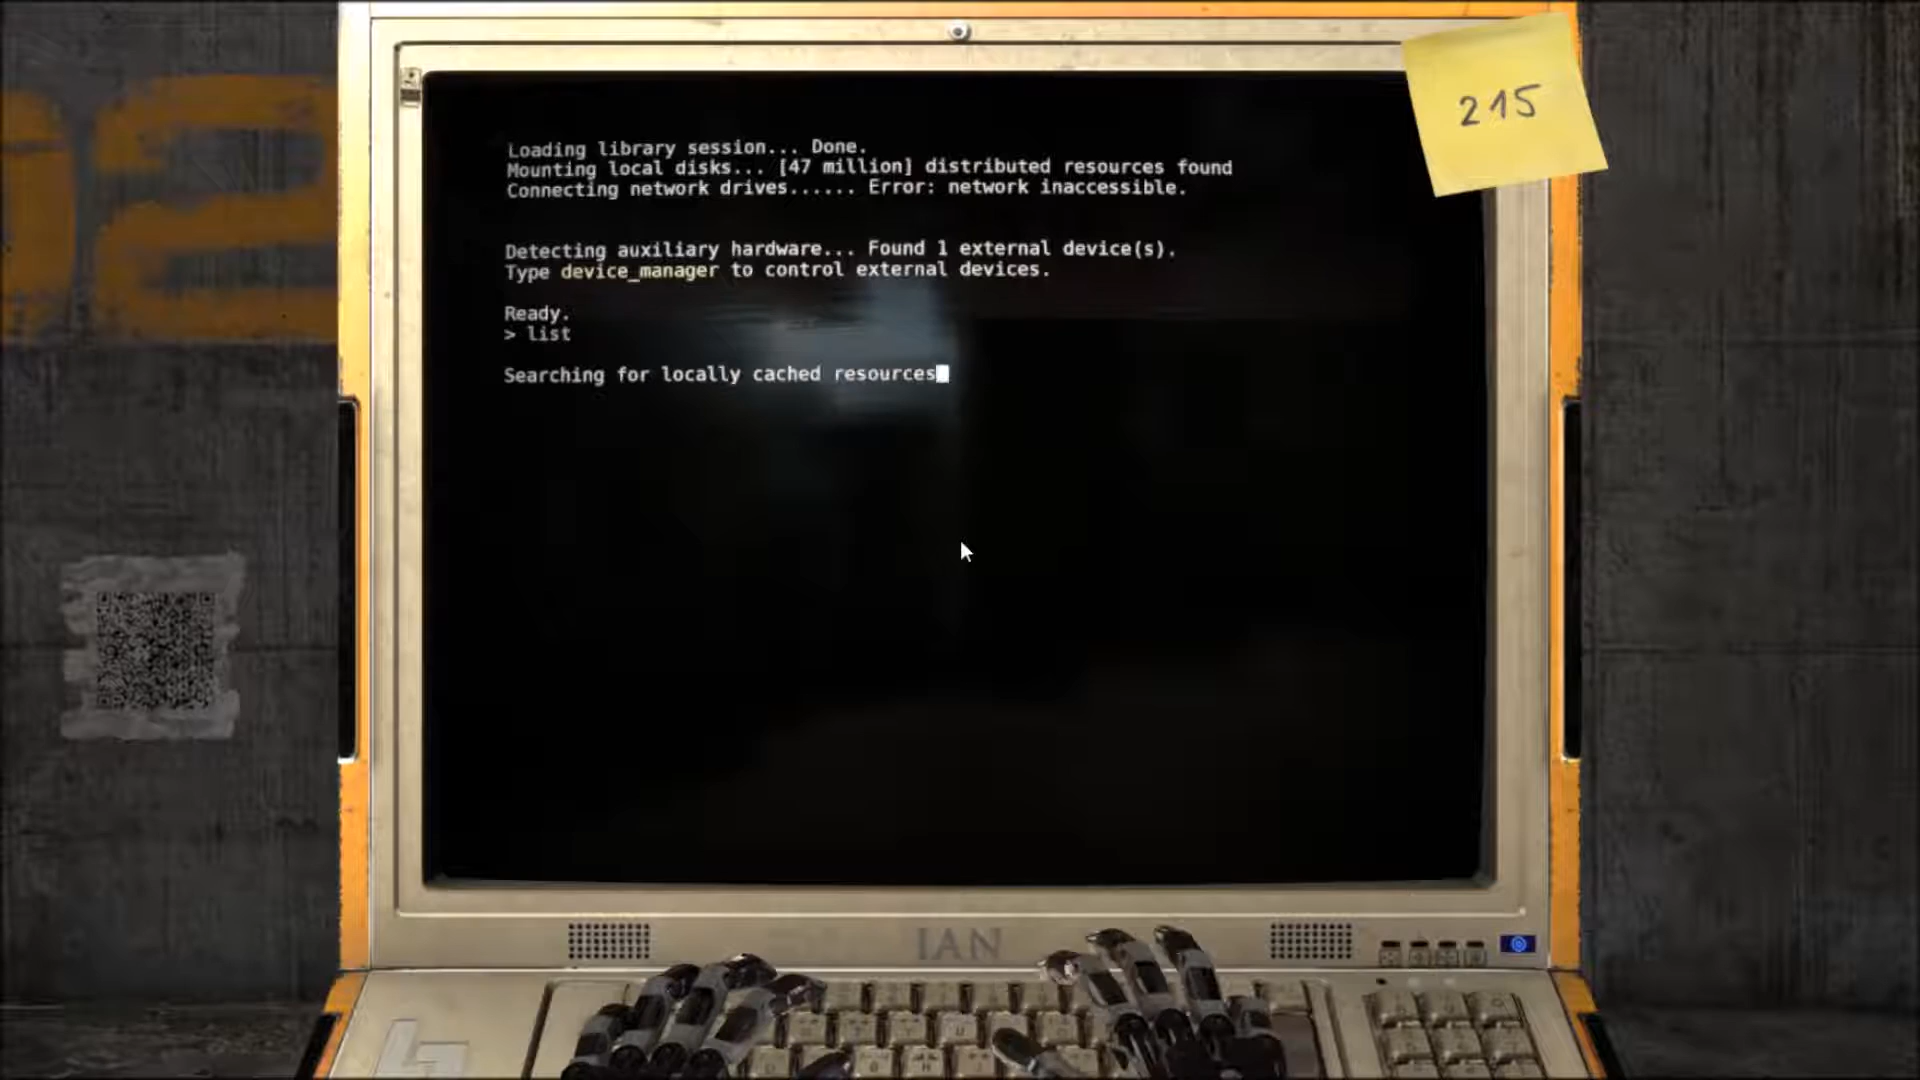 02
215
Loading library session... Done.
Mounting local disks... [47 million] distributed resources found
Connecting network drives...... Error: network inaccessible.
Detecting auxiliary hardware... Found 1 external device(s).
Type device_manager to control external devices.
Ready.
> list
Searching for locally cached resources
IAN